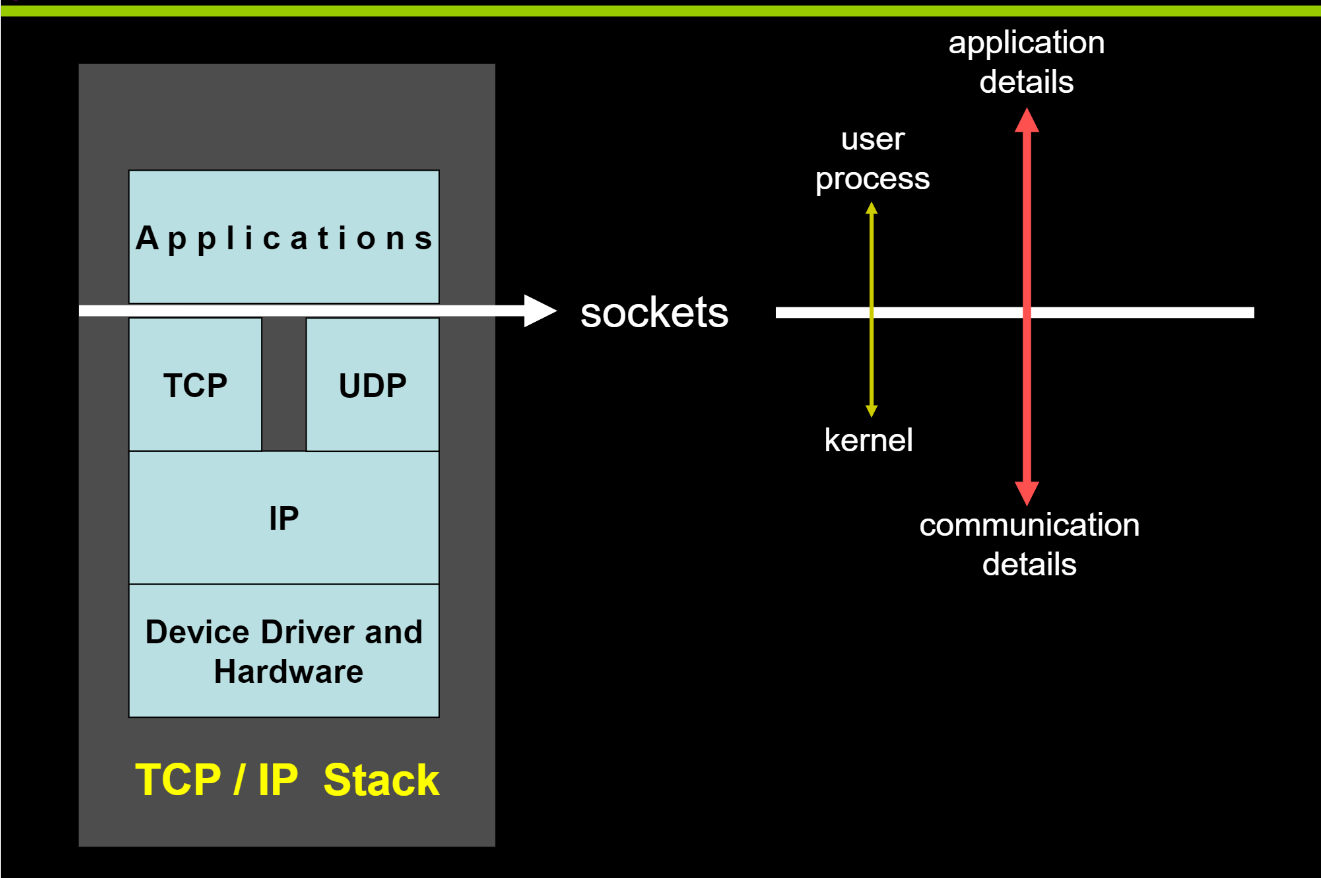 Applications
TCP
UDP
IP
Device Driver and
Hardware
TCP / IP Stack
sockets
application
details
user
process
kernel
communication
details